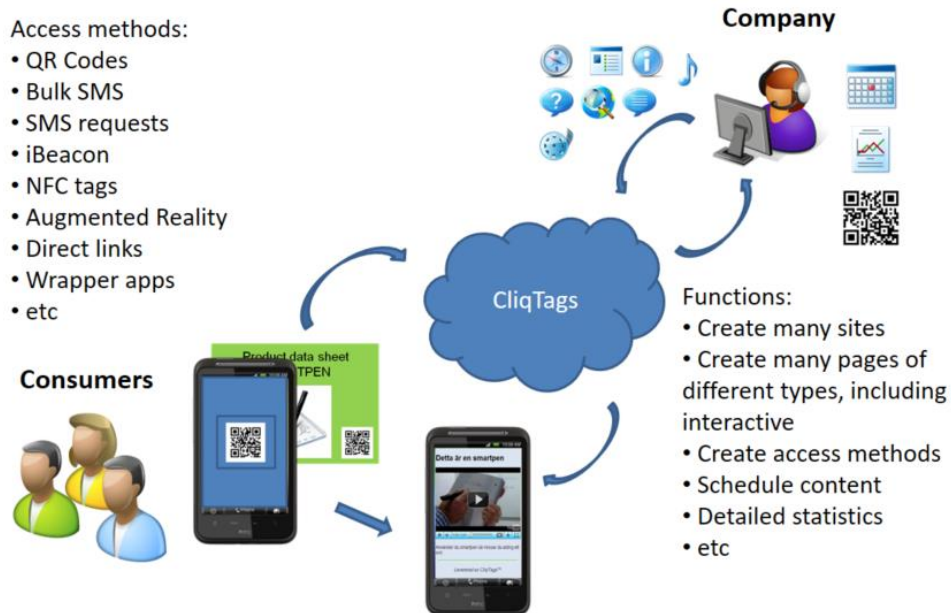 Access methods:
• QR Codes
• Bulk SMS
• SMS requests
• iBeacon
• NFC tags
• Augmented Reality
• Direct links
• Wrapper apps
• etc
Company
CliqTags
Consumers
Product data sheet
TPEN
Detta är en smartpen
Functions:
• Create many sites
• Create many pages of
different types, including
interactive
• Create access methods
• Schedule content
• Detailed statistics
• etc